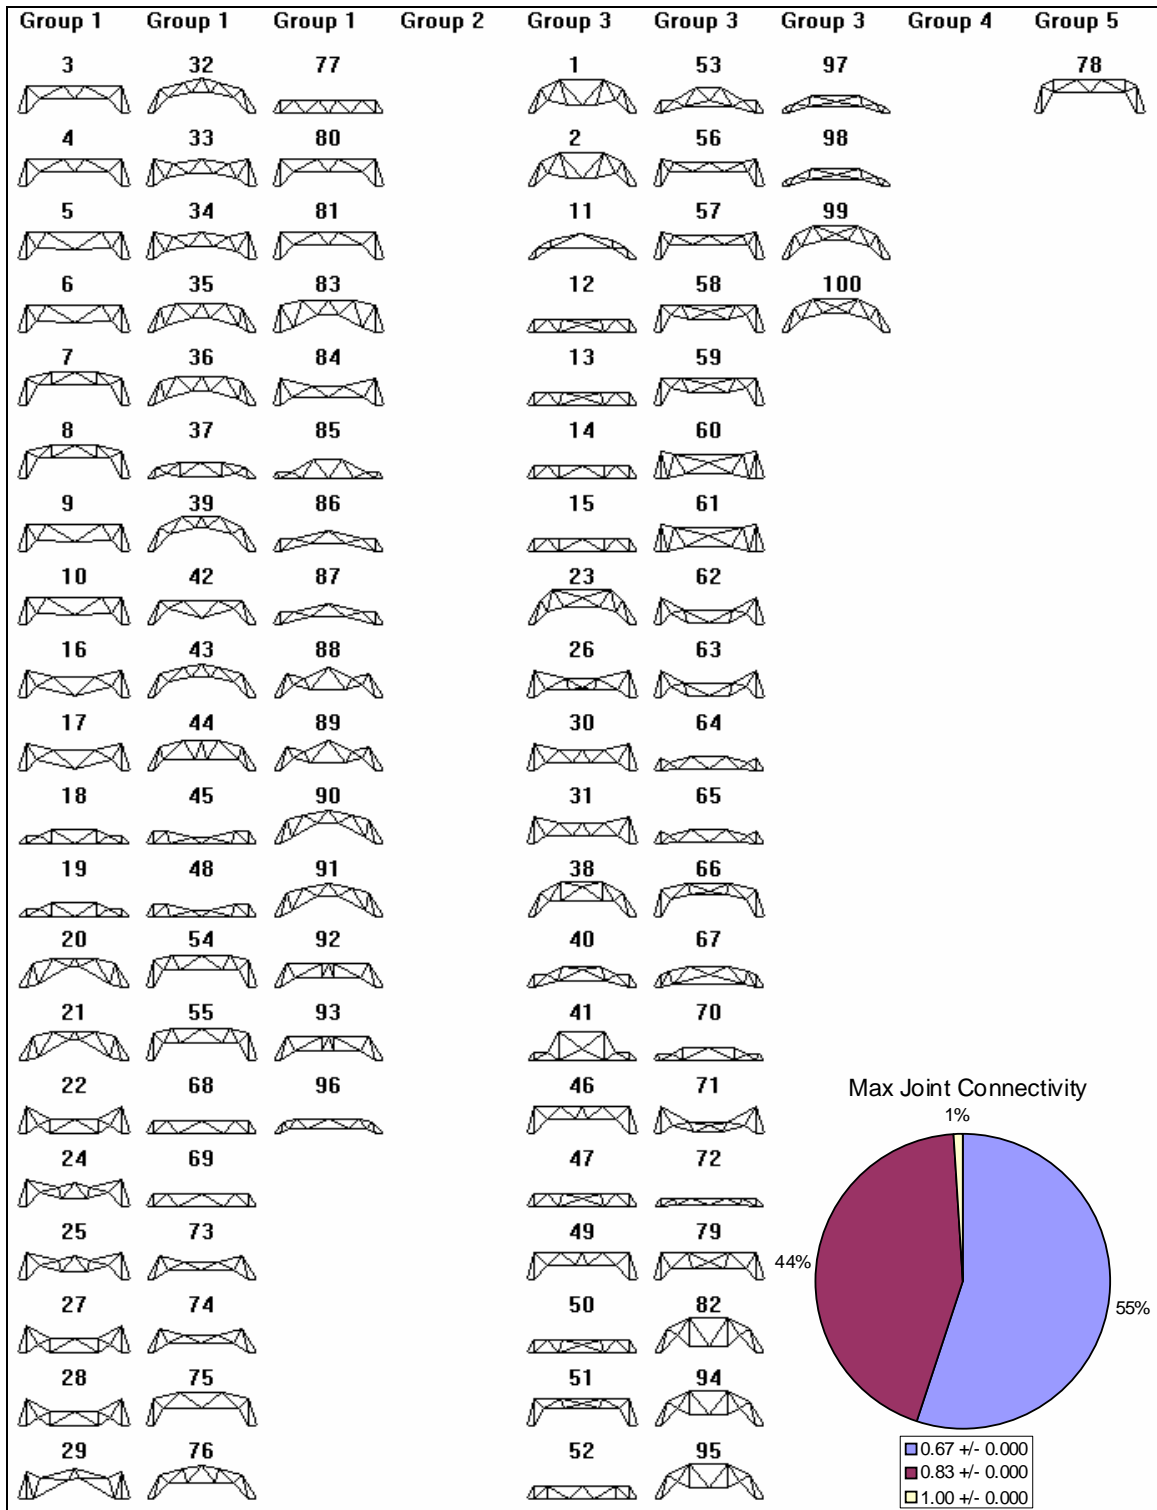 Group 1 Group 1 Group 1 Group 2 Group 3 Group 3 Group 3 Group 4 Group 5
3 32 77 1 53 97 78
4 33 80 2 56 98
5 34 81 11 57 99
6 35 83 12 58 100
7 36 84 13 59
8 37 85 14 60
9 39 86 15 61
10 42 87 23 62
16 43 88 26 63
17 44 89 30 64
18 45 90 31 65
19 48 91 38 66
20 54 92 40 67
21 55 93 41 70
22 68 96 46 71
24 69 47 72
25 73 49 79
27 74 50 82
28 75 51 94
29 76 52 95
Max Joint Connectivity
1%
44%
55%
0.67 +/- 0.000
0.83 +/- 0.000
1.00 +/- 0.000